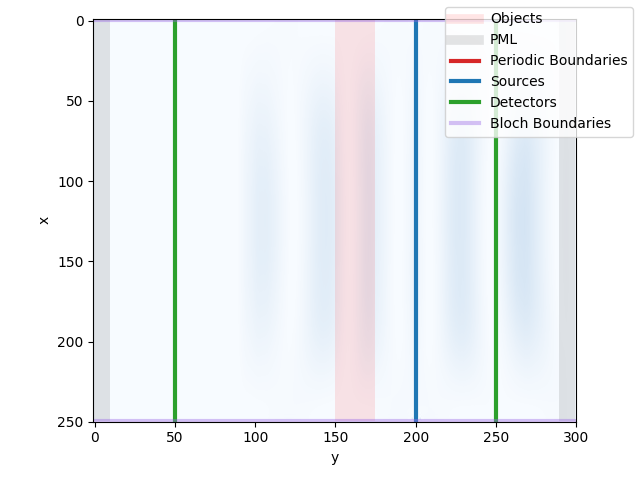 Objects
PML
Periodic Boundaries
Sources
Detectors
Bloch Boundaries
0
50
100
150
200
250
x
0 50 100 150 200 250 300
y